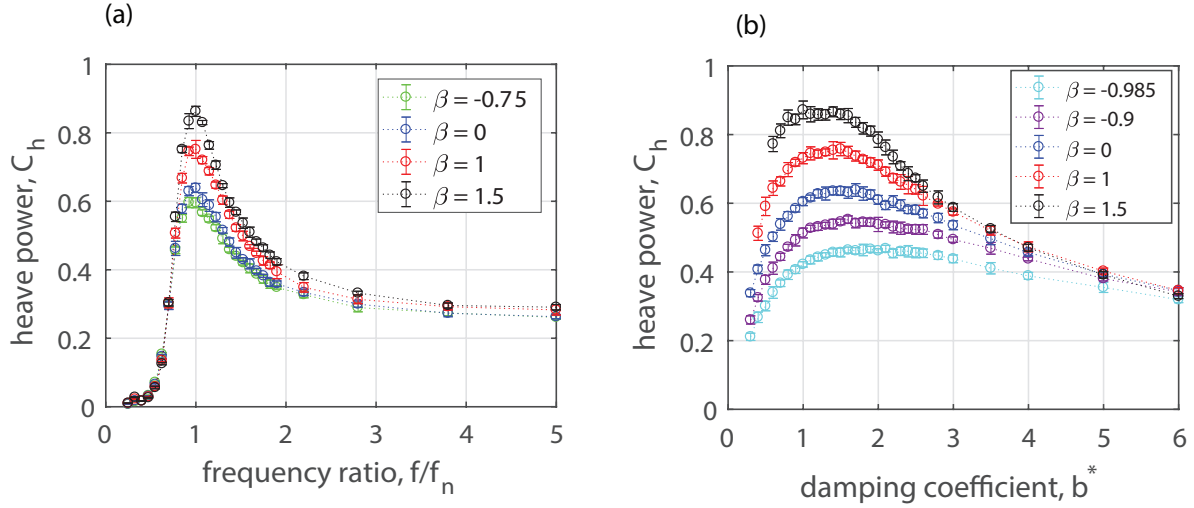 (a)
heave power, C_h
1
0.8
0.6
0.4
0.2
0
0 1 2 3 4 5
frequency ratio, f/f_n
β = -0.75
β = 0
β = 1
β = 1.5
(b)
heave power, C_h
1
0.8
0.6
0.4
0.2
0
0 1 2 3 4 5 6
damping coefficient, b*
β = -0.985
β = -0.9
β = 0
β = 1
β = 1.5